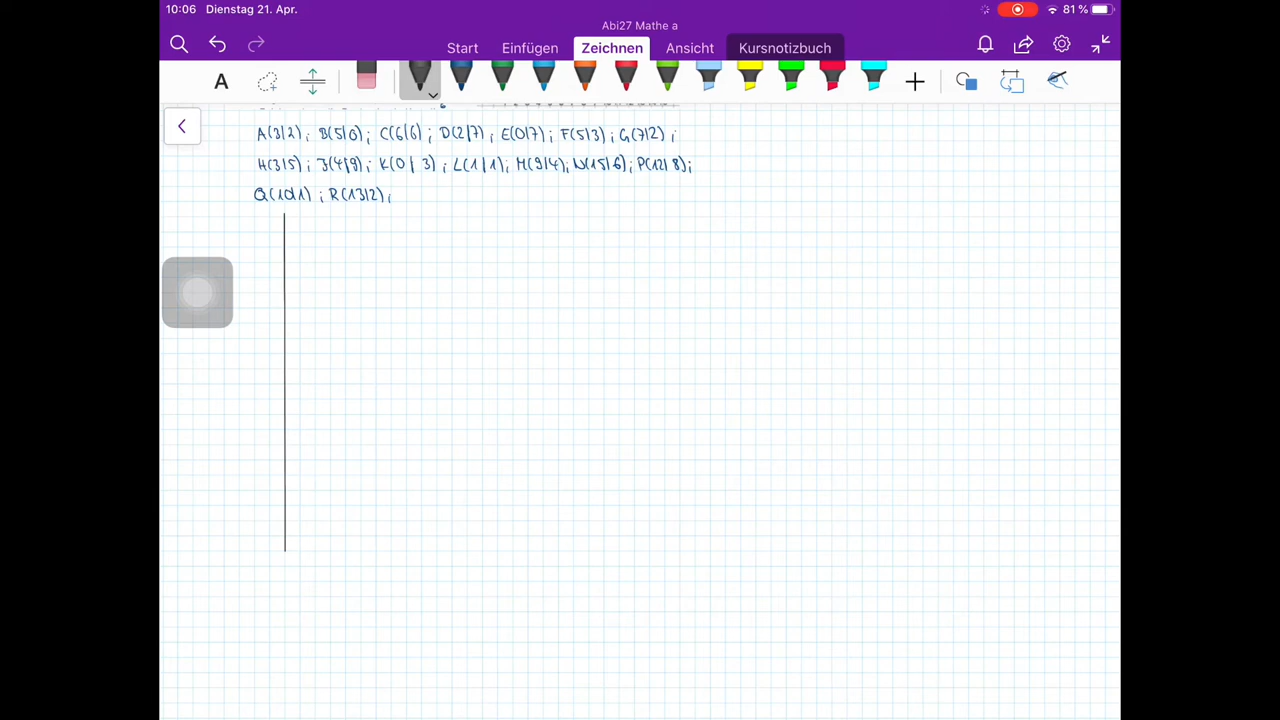 10:06 Dienstag 21. Apr.
81 %
Abi27 Mathe a
Start Einfügen Zeichnen Ansicht Kursnotizbuch
A
A(3|2) ; B(5|0) ; C(6|6) ; D(2|7) ; E(0|7) ; F(5|3) ; G(7|2) ;
H(3|5) ; J(4|9) ; K(0|3) ; L(1|1) ; M(9|4) ; N(15|6) ; P(12|8) ;
Q(10|1) ; R(13|2) ;